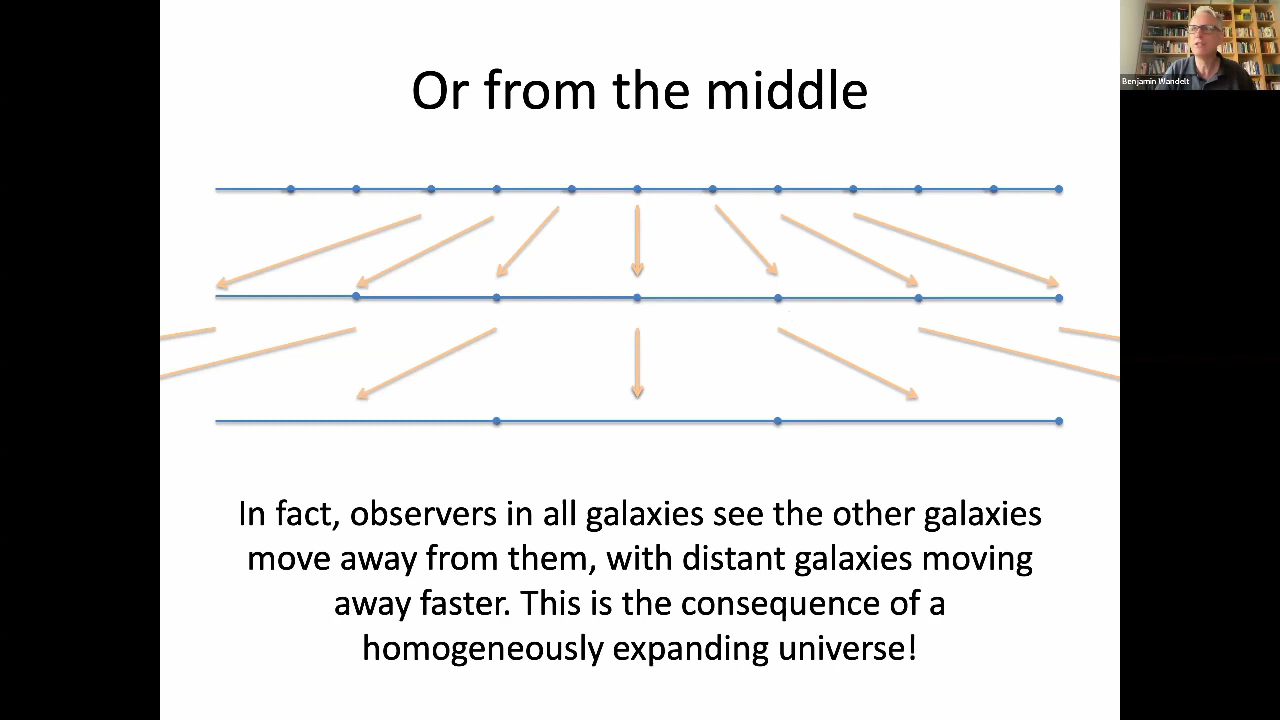 Or from the middle
Benjamin Wandelt
In fact, observers in all galaxies see the other galaxies
move away from them, with distant galaxies moving
away faster. This is the consequence of a
homogeneously expanding universe!